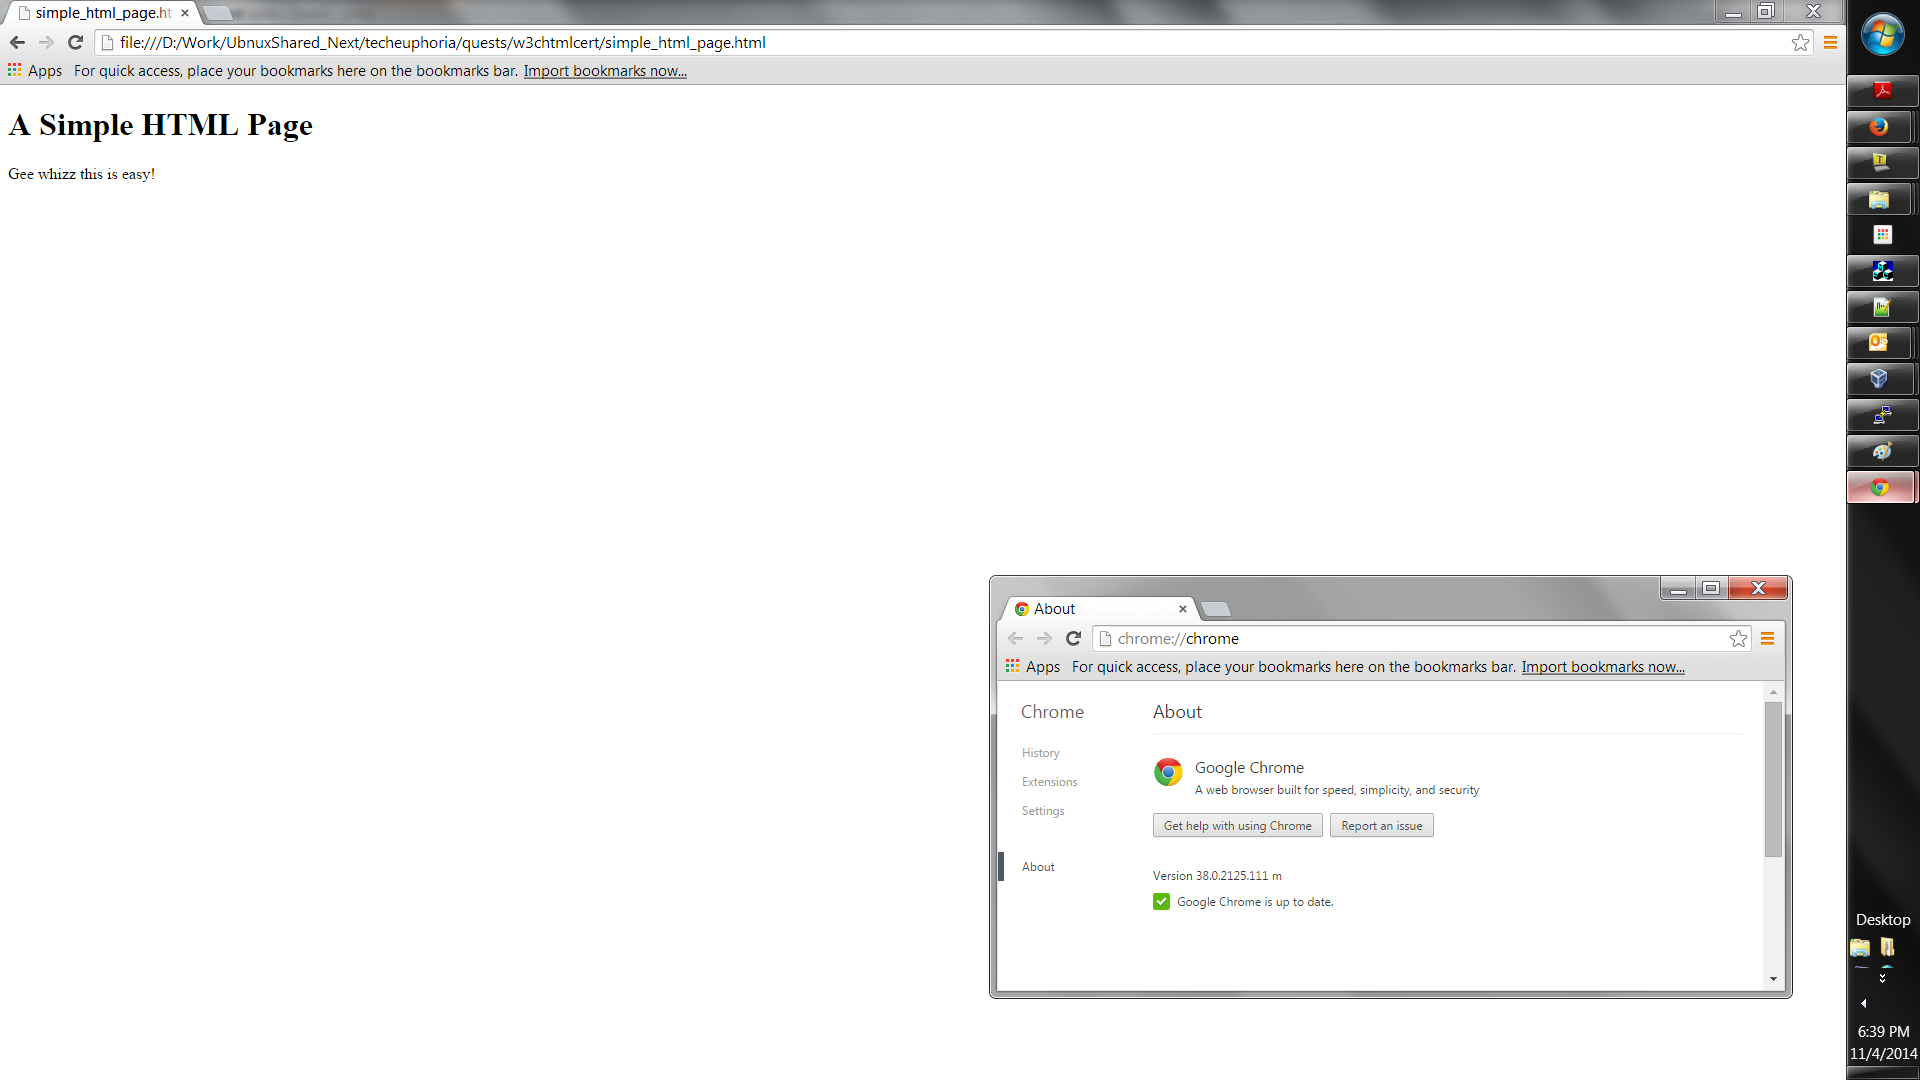 simple_html_page.ht
file:///D:/Work/UbnuxShared_Next/techeuphoria/quests/w3chtmlcert/simple_html_page.html
Apps For quick access, place your bookmarks here on the bookmarks bar. Import bookmarks now...
A Simple HTML Page
Gee whizz this is easy!
About
chrome://chrome
Apps For quick access, place your bookmarks here on the bookmarks bar. Import bookmarks now...
Chrome
History
Extensions
Settings
About
About
Google Chrome
A web browser built for speed, simplicity, and security
Get help with using Chrome Report an issue
Version 38.0.2125.111 m
Google Chrome is up to date.
Desktop
6:39 PM
11/4/2014